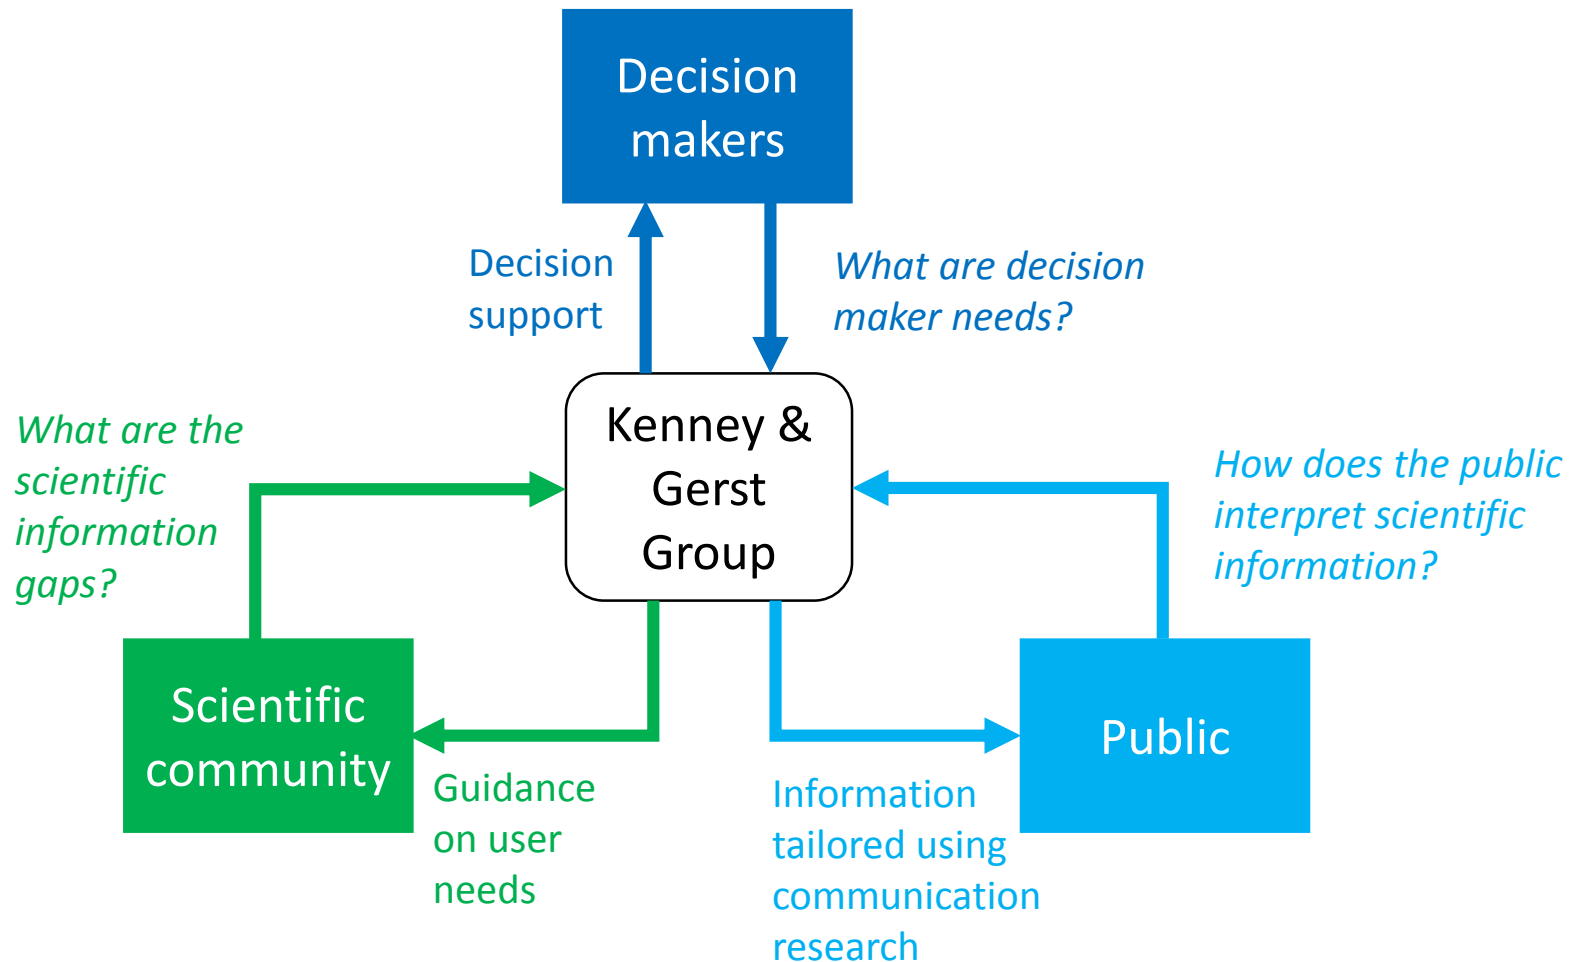 Decision
makers
Decision
support
What are decision
maker needs?
Kenney &
Gerst
Group
What are the
scientific
information
gaps?
How does the public
interpret scientific
information?
Scientific
community
Public
Guidance
on user
needs
Information
tailored using
communication
research